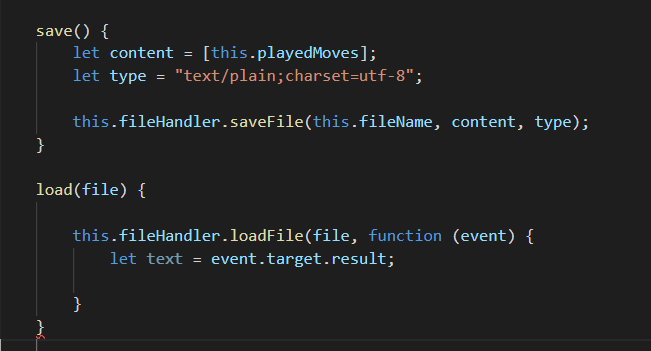 save() {
let content = [this.playedMoves];
let type = "text/plain;charset=utf-8";
this.fileHandler.saveFile(this.fileName, content, type);
}
load(file) {
this.fileHandler.loadFile(file, function (event) {
let text = event.target.result;
}
}